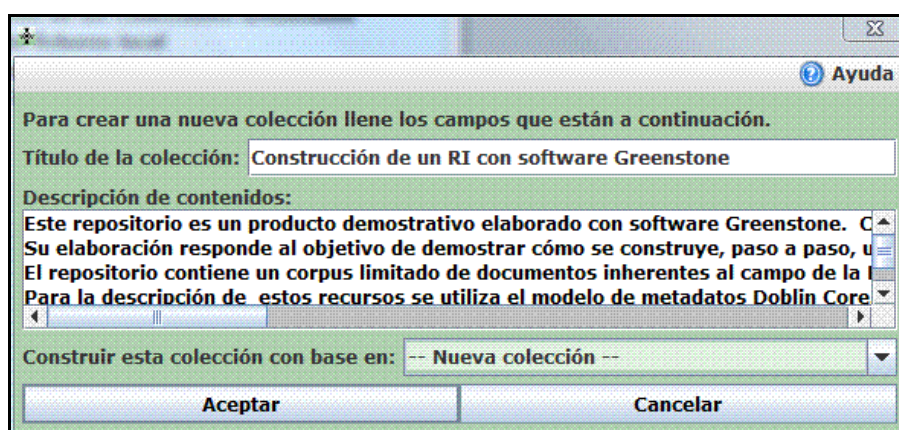 Ayuda
Para crear una nueva colección llene los campos que están a continuación.
Título de la colección: Construcción de un RI con software Greenstone
Descripción de contenidos:
Este repositorio es un producto demostrativo elaborado con software Greenstone. C
Su elaboración responde al objetivo de demostrar cómo se construye, paso a paso, u
El repositorio contiene un corpus limitado de documentos inherentes al campo de la
Para la descripción de estos recursos se utiliza el modelo de metadatos Doblin Core
Construir esta colección con base en: -- Nueva colección --
Aceptar Cancelar